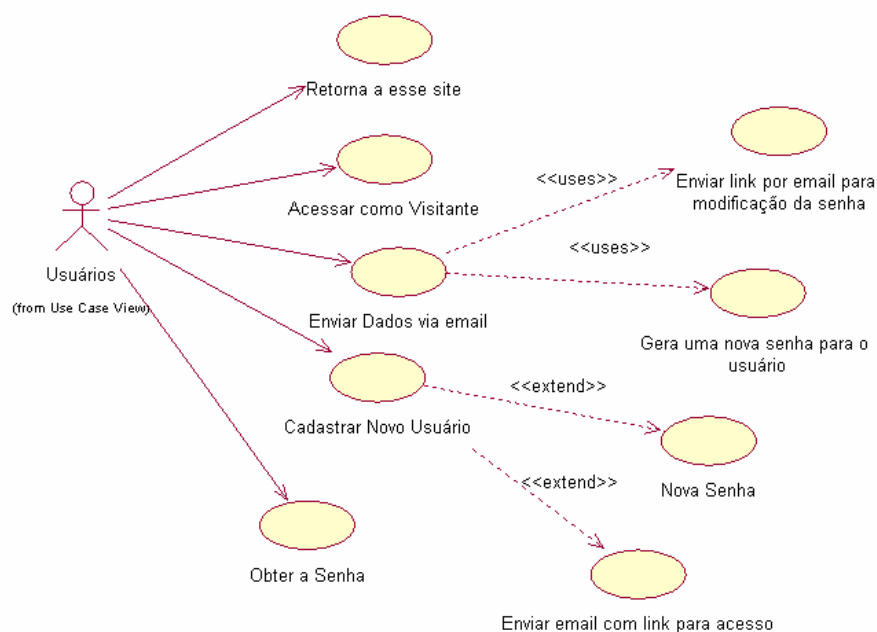 Retorna a esse site
Acessar como Visitante
<<uses>>
Enviar link por email para
modificação da senha
Usuários
(from Use Case View)
<<uses>>
Enviar Dados via email
Gera uma nova senha para o
usuário
<<extend>>
Cadastrar Novo Usuário
<<extend>>
Nova Senha
Obter a Senha
Enviar email com link para acesso